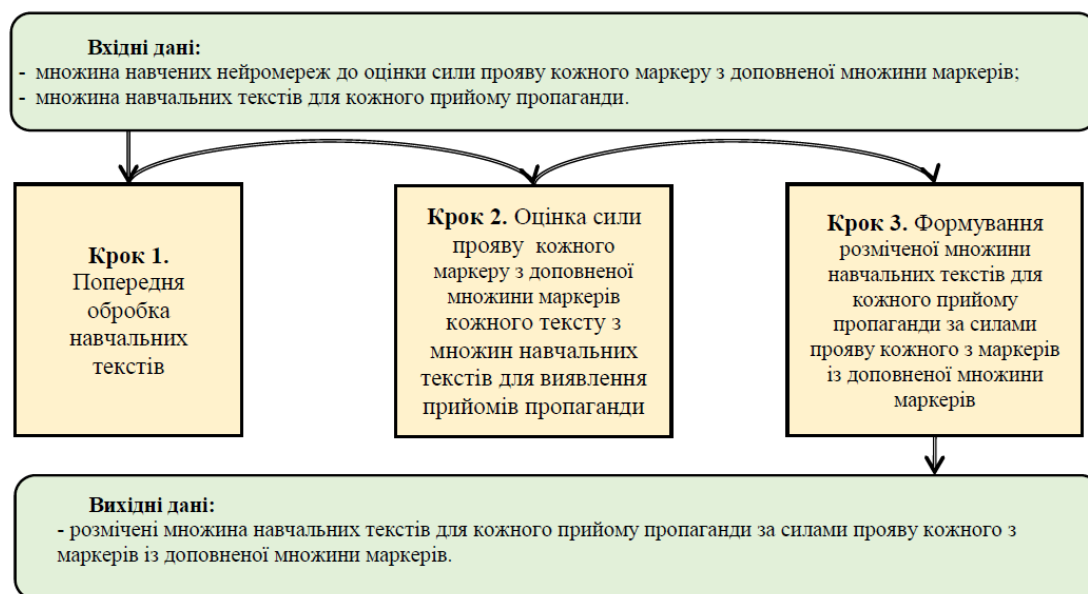 Вхідні дані:
- множина навчених нейромереж до оцінки сили прояву кожного маркеру з доповненої множини маркерів;
- множина навчальних текстів для кожного прийому пропаганди.
Крок 1.
Попередня
обробка
навчальних
текстів
Крок 2. Оцінка сили
прояву кожного
маркеру з доповненої
множини маркерів
кожного тексту з
множин навчальних
текстів для виявлення
прийомів пропаганди
Крок 3. Формування
розміченої множини
навчальних текстів для
кожного прийому
пропаганди за силами
прояву кожного з маркерів
із доповненої множини
маркерів
Вихідні дані:
- розмічені множина навчальних текстів для кожного прийому пропаганди за силами прояву кожного з
маркерів із доповненої множини маркерів.